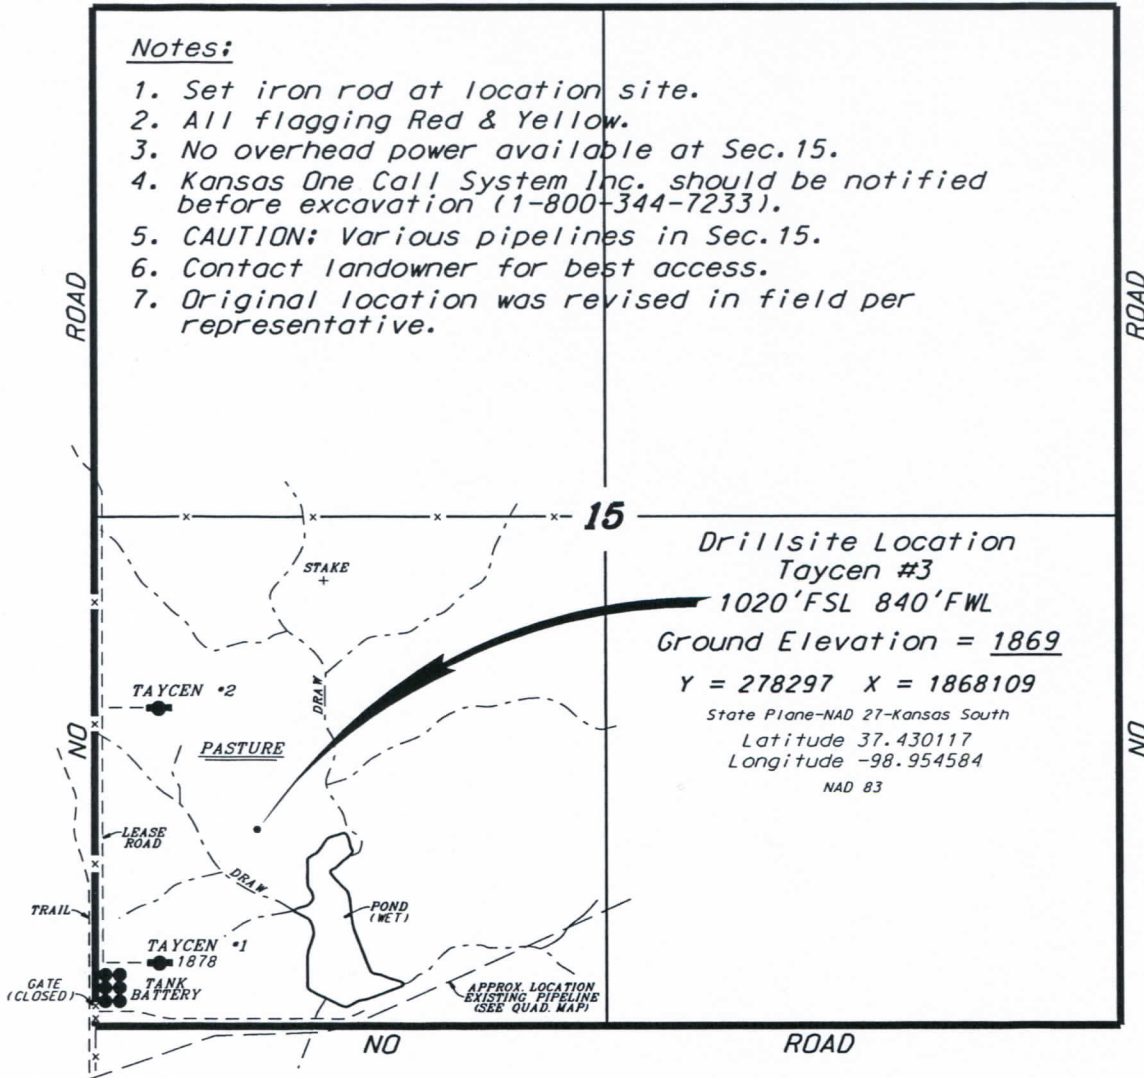 Notes:
1. Set iron rod at location site.
2. All flagging Red & Yellow.
3. No overhead power available at Sec.15.
4. Kansas One Call System Inc. should be notified
before excavation (1-800-344-7233).
5. CAUTION: Various pipelines in Sec.15.
6. Contact landowner for best access.
7. Original location was revised in field per
representative.
ROAD
ROAD
15
STAKE
Drillsite Location
Taycen #3
1020'FSL 840'FWL
Ground Elevation = 1869
Y = 278297 X = 1868109
State Plane-NAD 27-Kansas South
Latitude 37.430117
Longitude -98.954584
NAD 83
TAYCEN #2
DRAW
PASTURE
NO
NO
LEASE
ROAD
DRAW
TRAIL
POND
(WET)
TAYCEN #1
1878
GATE
(CLOSED)
TANK
BATTERY
APPROX. LOCATION
EXISTING PIPELINE
(SEE QUAD. MAP)
NO
ROAD